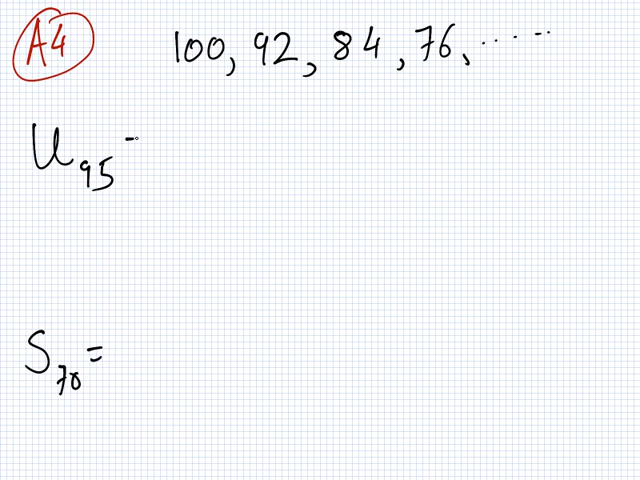 A4 100, 92, 84, 76, ......
U₉₅ =
S₇₀ =